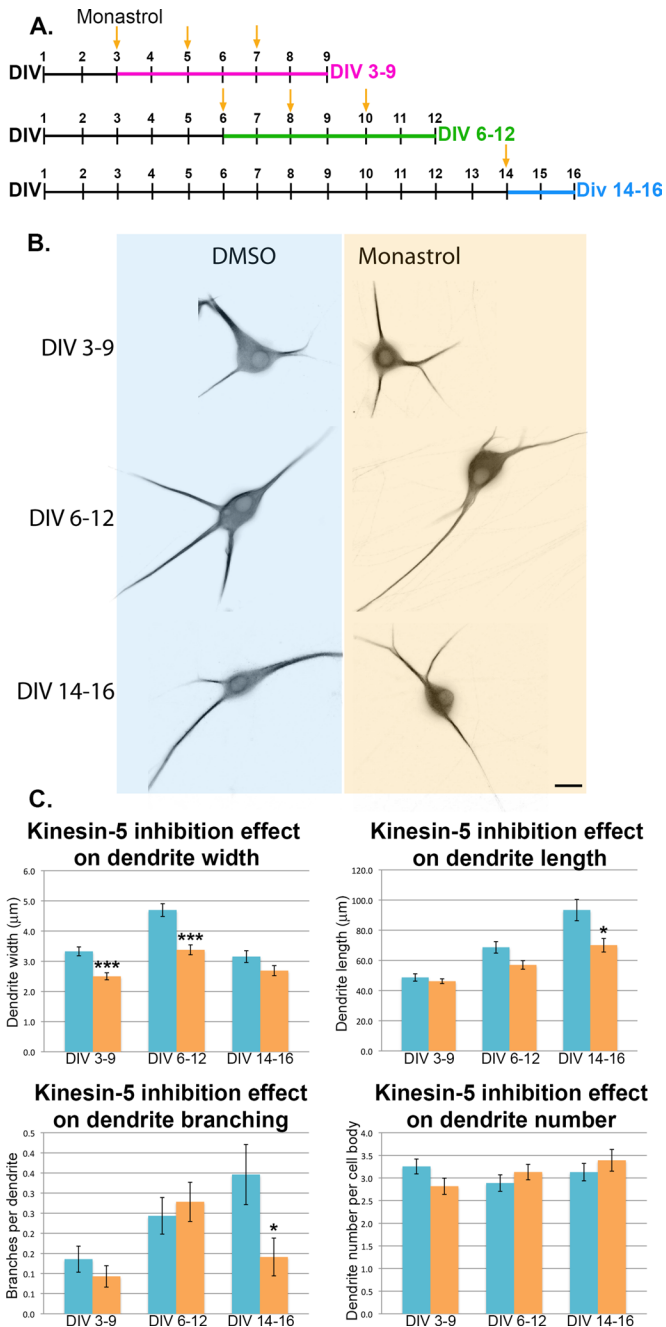 A.
Monastrol
1 2 3 4 5 6 7 8 9
DIV DIV 3-9
1 2 3 4 5 6 7 8 9 10 11 12
DIV DIV 6-12
1 2 3 4 5 6 7 8 9 10 11 12 13 14 15 16
DIV Div 14-16
B.
DMSO Monastrol
DIV 3-9
DIV 6-12
DIV 14-16
C.
Kinesin-5 inhibition effect
on dendrite width
Dendrite width (μm)
6.0
5.0
4.0
3.0
2.0
1.0
0.0
***
***
DIV 3-9 DIV 6-12 DIV 14-16
Kinesin-5 inhibition effect
on dendrite length
Dendrite length (μm)
120.0
100.0
80.0
60.0
40.0
20.0
0.0
*
DIV 3-9 DIV 6-12 DIV 14-16
Kinesin-5 inhibition effect
on dendrite branching
Branches per dendrite
0.5
0.4
0.4
0.3
0.3
0.2
0.2
0.1
0.1
0.0
*
DIV 3-9 DIV 6-12 DIV 14-16
Kinesin-5 inhibition effect
on dendrite number
Dendrite number per cell body
4.0
3.5
3.0
2.5
2.0
1.5
1.0
0.5
0.0
DIV 3-9 DIV 6-12 DIV 14-16